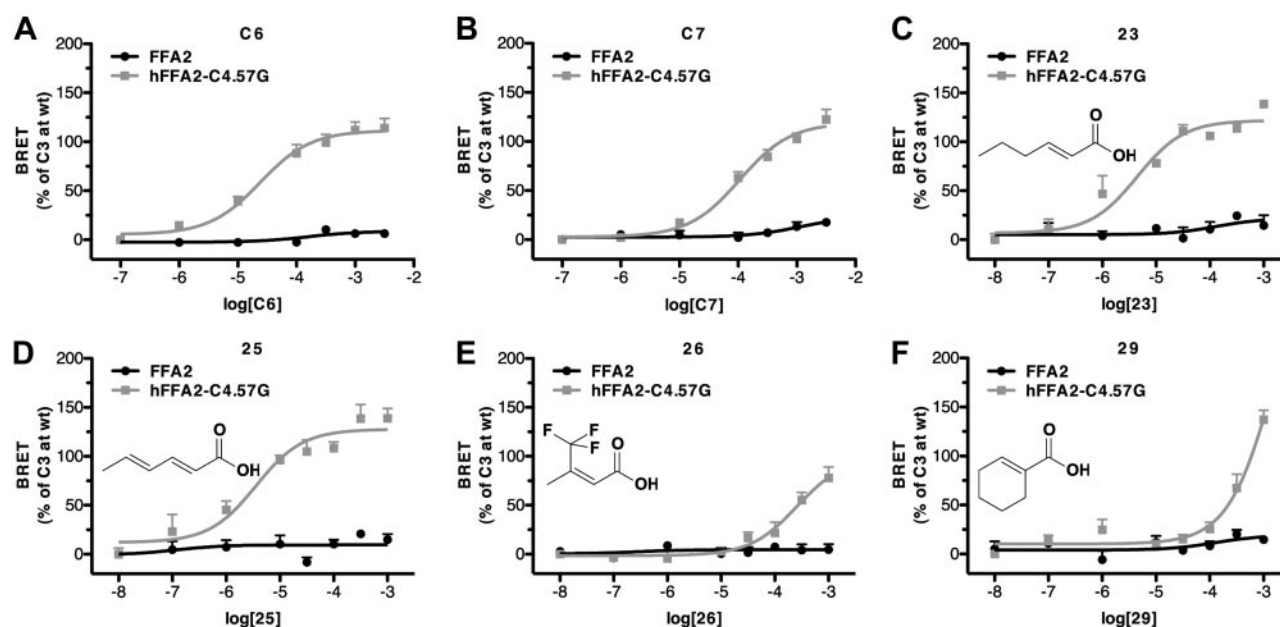 A
C6
FFA2
hFFA2-C4.57G
BRET
(% of C3 at wt)
200
150
100
50
0
-7 -6 -5 -4 -3 -2
log[C6]
B
C7
FFA2
hFFA2-C4.57G
BRET
(% of C3 at wt)
200
150
100
50
0
-7 -6 -5 -4 -3 -2
log[C7]
C
23
FFA2
hFFA2-C4.57G
BRET
(% of C3 at wt)
200
150
100
50
0
O
OH
-8 -7 -6 -5 -4 -3
log[23]
D
25
FFA2
hFFA2-C4.57G
BRET
(% of C3 at wt)
200
150
100
50
0
O
OH
-8 -7 -6 -5 -4 -3
log[25]
E
26
FFA2
hFFA2-C4.57G
BRET
(% of C3 at wt)
200
150
100
50
0
F F
F
O
OH
-8 -7 -6 -5 -4 -3
log[26]
F
29
FFA2
hFFA2-C4.57G
BRET
(% of C3 at wt)
200
150
100
50
0
O
OH
-8 -7 -6 -5 -4 -3
log[29]